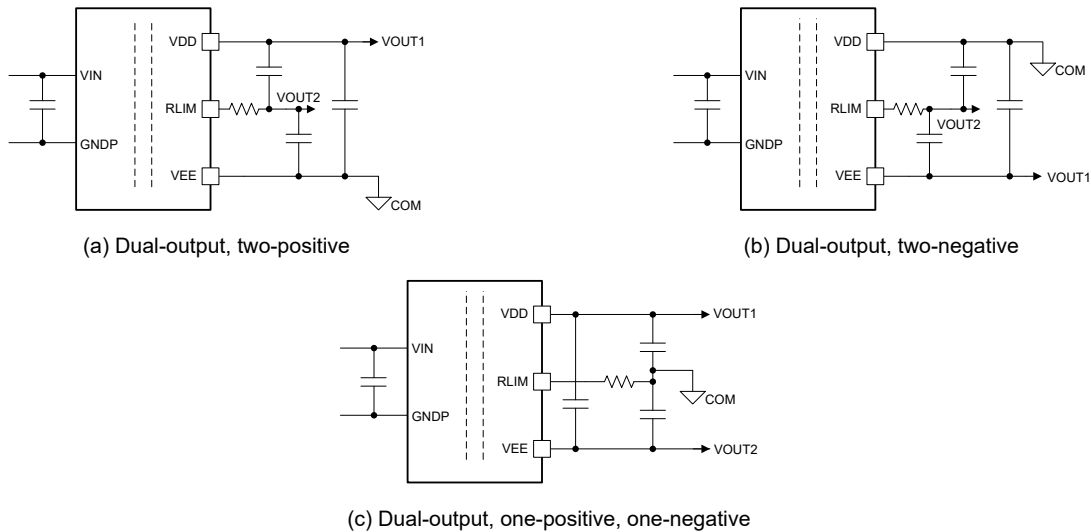 VDD
VOUT1
VIN
RLIM
VOUT2
GNDP
VEE
COM
(a) Dual-output, two-positive
VDD
COM
VIN
RLIM
VOUT2
GNDP
VEE
VOUT1
(b) Dual-output, two-negative
VDD
VOUT1
VIN
RLIM
COM
GNDP
VEE
VOUT2
(c) Dual-output, one-positive, one-negative